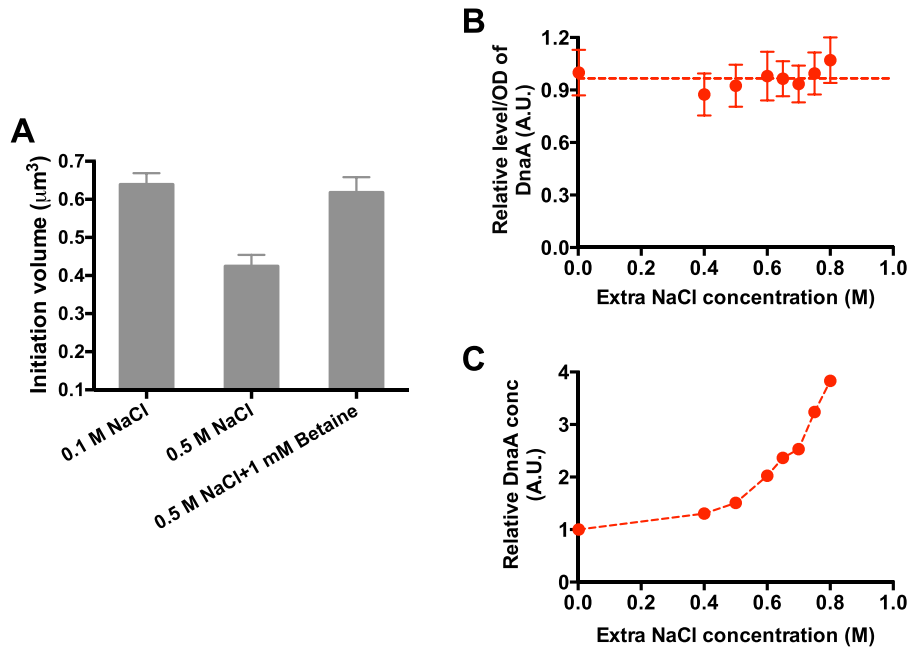 A
Initiation volume (μm3)
0.7
0.6
0.5
0.4
0.3
0.2
0.1
0.1 M NaCl
0.5 M NaCl
0.5 M NaCl+1 mM Betaine
B
Relative level/OD of
DnaA (A.U.)
1.2
0.9
0.6
0.3
0.0
0.0 0.2 0.4 0.6 0.8 1.0
Extra NaCl concentration (M)
C
Relative DnaA conc
(A.U.)
4
3
2
1
0
0.0 0.2 0.4 0.6 0.8 1.0
Extra NaCl concentration (M)